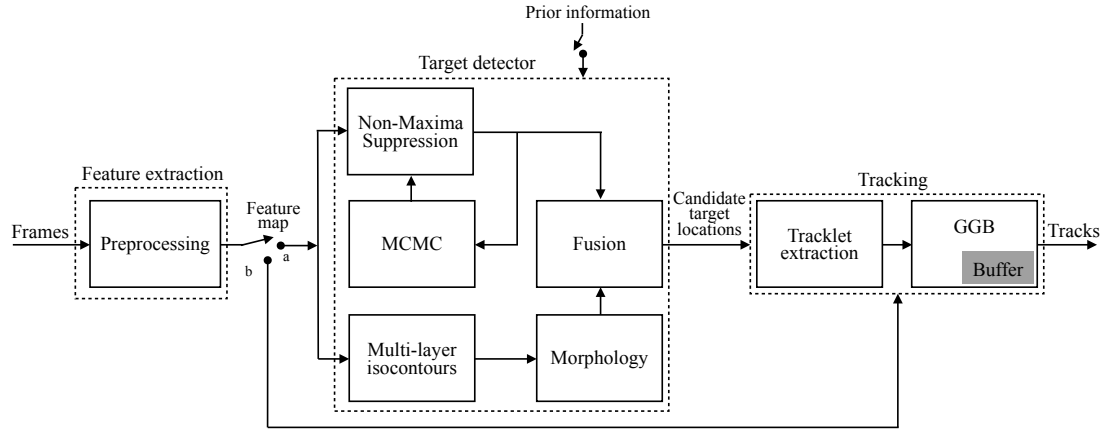 Prior information
Target detector
Non-Maxima
Suppression
Feature extraction
Feature
map
Candidate
target
locations
Tracking
Frames
Preprocessing
a
b
MCMC
Fusion
Tracklet
extraction
GGB
Buffer
Tracks
Multi-layer
isocontours
Morphology